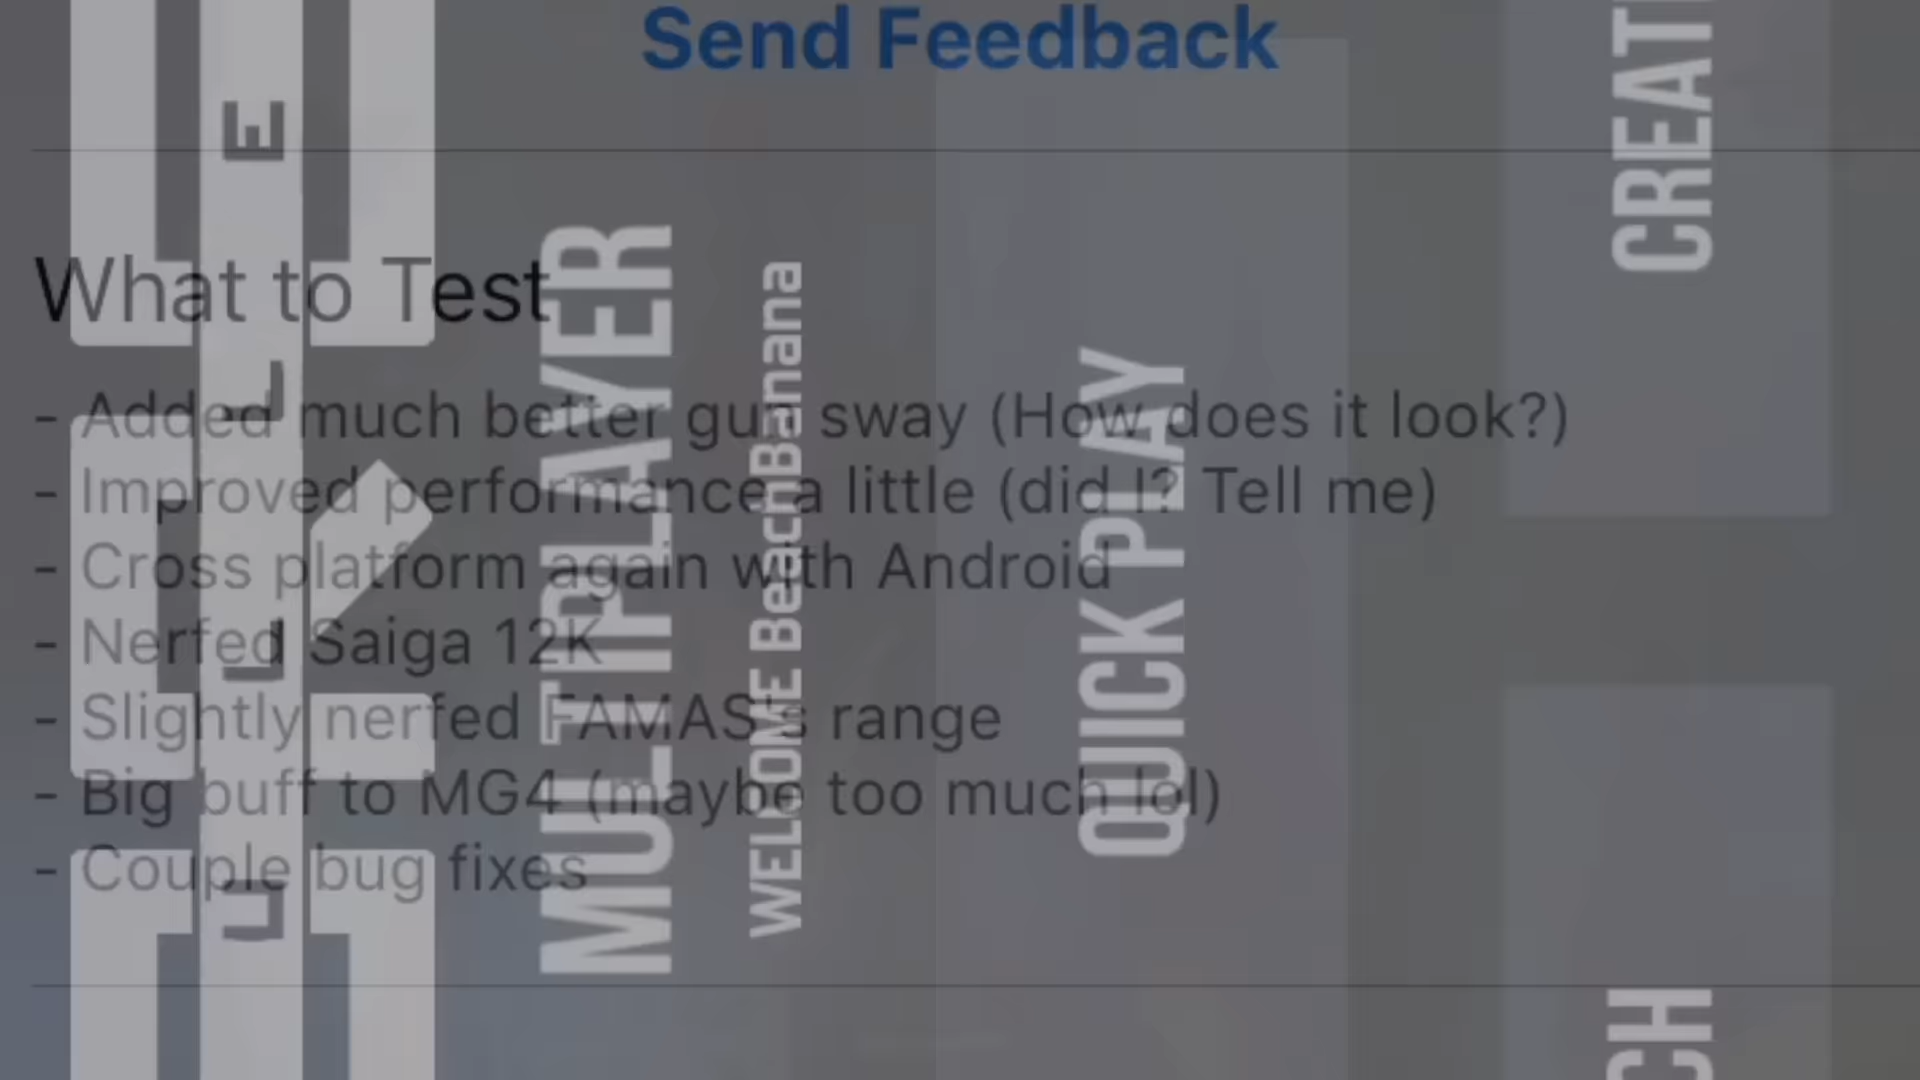 Send Feedback
What to Test
- Added much better gun sway (How does it look?)
- Improved performance a little (did I? Tell me)
- Cross platform again with Android
- Nerfed Saiga 12K
- Slightly nerfed FAMAS's range
- Big buff to MG4 (maybe too much lol)
- Couple bug fixes
MULTIPLAYER
WELCOME BeachBanana
QUICK PLAY